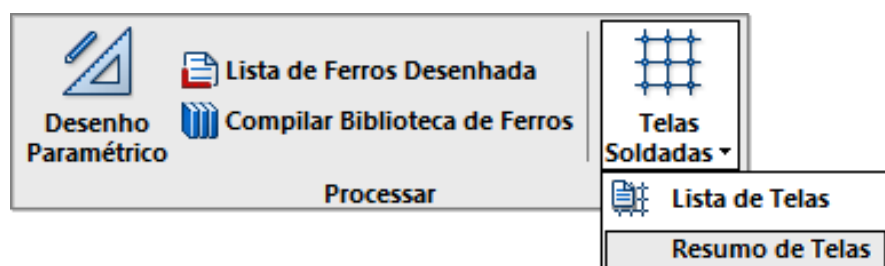 Desenho
Paramétrico
Lista de Ferros Desenhada
Compilar Biblioteca de Ferros
Telas
Soldadas
Processar
Lista de Telas
Resumo de Telas